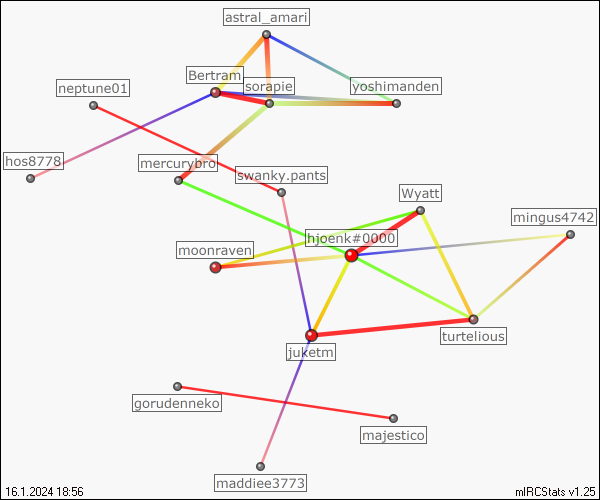 astral_amari
Bertram
sorapie
yoshimanden
neptune01
hos8778
mercurybro
swanky.pants
Wyatt
mingus4742
hjoenk#0000
moonraven
turtelious
juketm
gorudenneko
majestico
maddiee3773
16.1.2024 18:56
mIRCStats v1.25